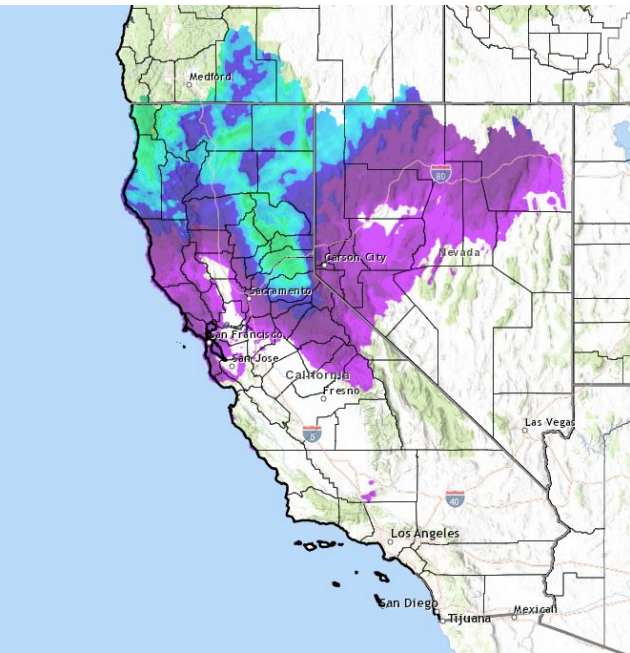 Medford
80
Carson City
Nevada
Sacramento
San Francisco
San Jose
California
Fresno
5
Las Vegas
40
Los Angeles
San Diego
Tijuana
Mexicali